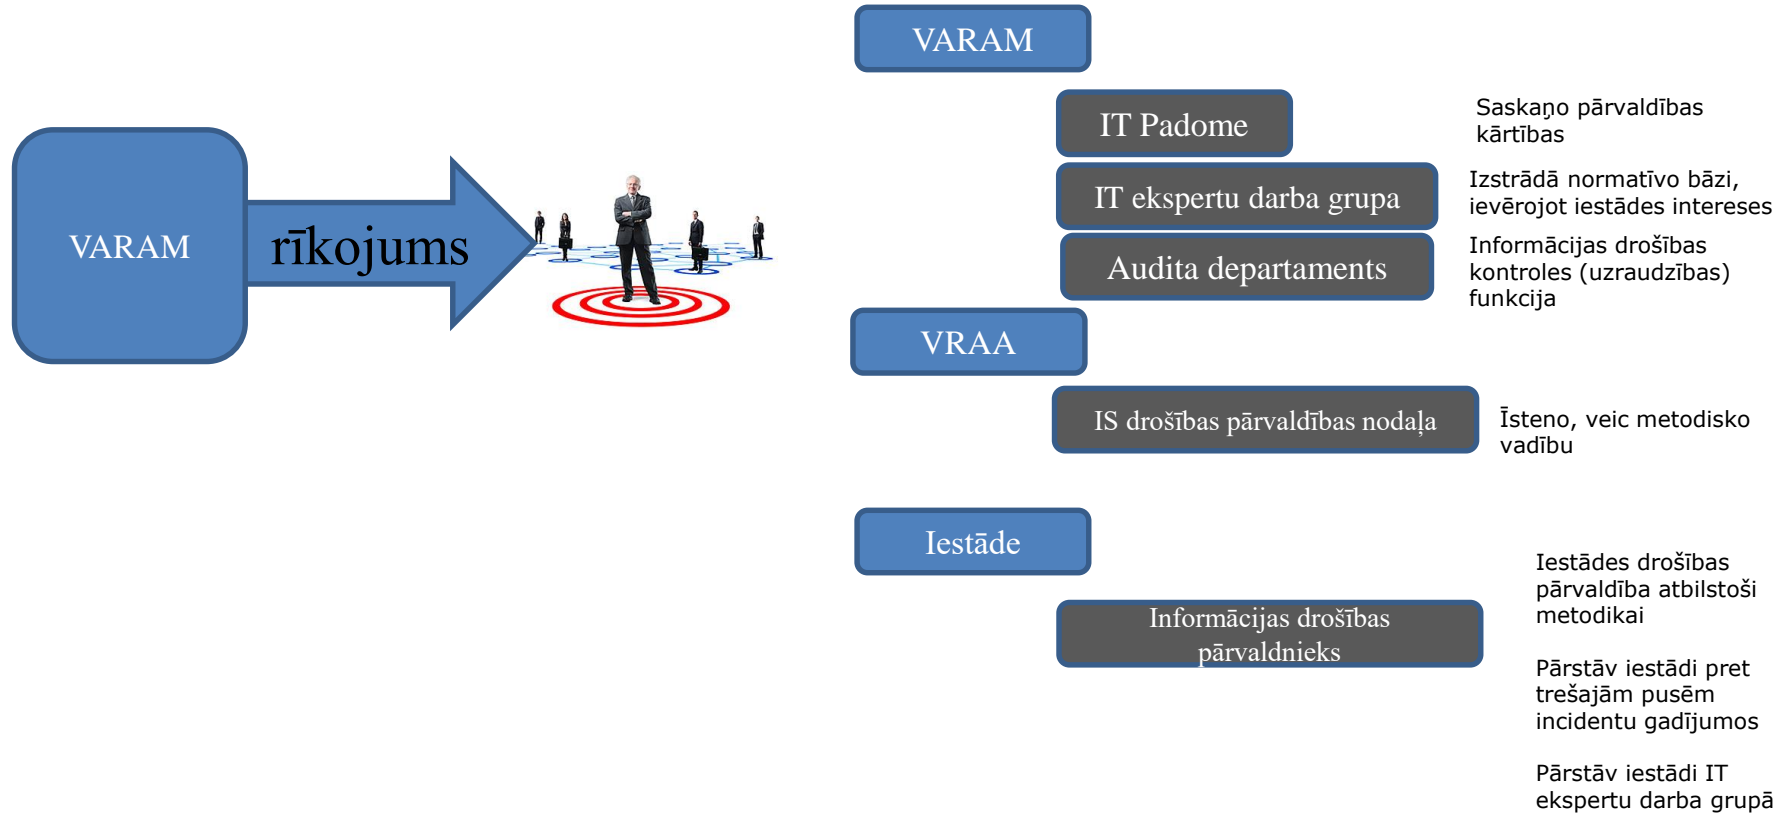 VARAM
rīkojums
VARAM
IT Padome
Saskaņo pārvaldības
kārtības
IT ekspertu darba grupa
Izstrādā normatīvo bāzi,
ievērojot iestādes intereses
Audita departaments
Informācijas drošības
kontroles (uzraudzības)
funkcija
VRAA
IS drošības pārvaldības nodaļa
Īsteno, veic metodisko
vadību
Iestāde
Informācijas drošības
pārvaldnieks
Iestādes drošības
pārvaldība atbilstoši
metodikai
Pārstāv iestādi pret
trešajām pusēm
incidentu gadījumos
Pārstāv iestādi IT
ekspertu darba grupā